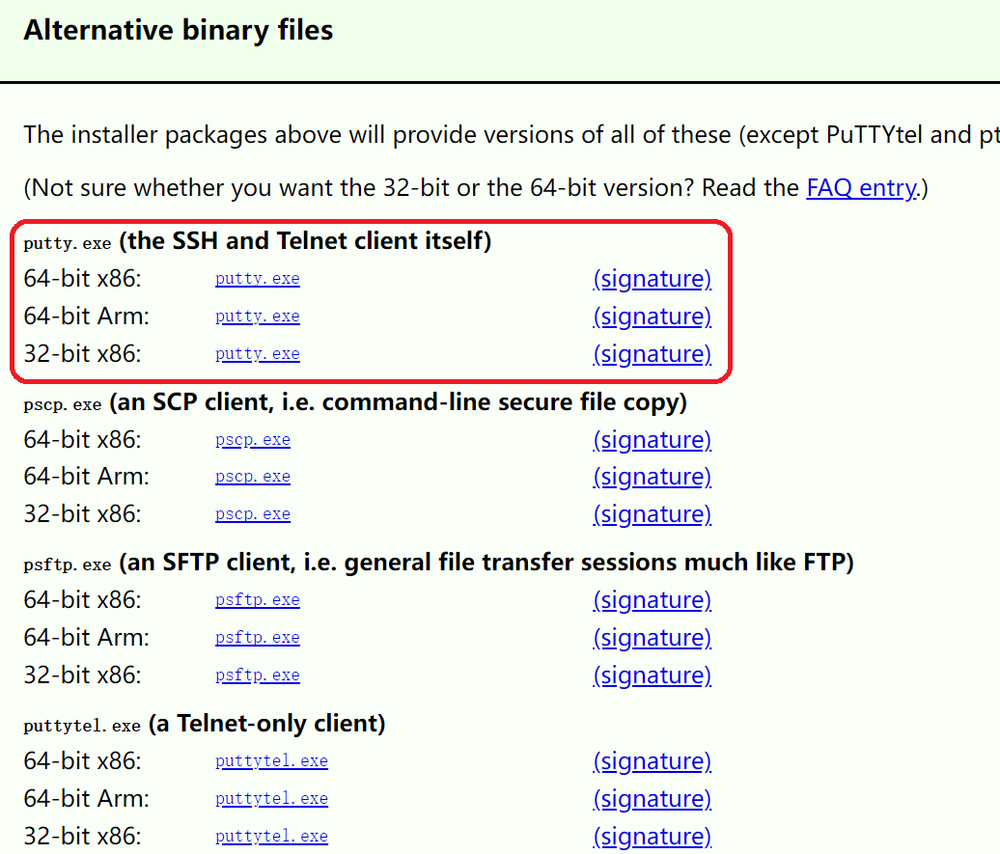 Alternative binary files
The installer packages above will provide versions of all of these (except PuTTYtel and pt
(Not sure whether you want the 32-bit or the 64-bit version? Read the FAQ entry.)
putty.exe (the SSH and Telnet client itself)
64-bit x86: putty.exe (signature)
64-bit Arm: putty.exe (signature)
32-bit x86: putty.exe (signature)
pscp.exe (an SCP client, i.e. command-line secure file copy)
64-bit x86: pscp.exe (signature)
64-bit Arm: pscp.exe (signature)
32-bit x86: pscp.exe (signature)
psftp.exe (an SFTP client, i.e. general file transfer sessions much like FTP)
64-bit x86: psftp.exe (signature)
64-bit Arm: psftp.exe (signature)
32-bit x86: psftp.exe (signature)
puttytel.exe (a Telnet-only client)
64-bit x86: puttytel.exe (signature)
64-bit Arm: puttytel.exe (signature)
32-bit x86: puttytel.exe (signature)